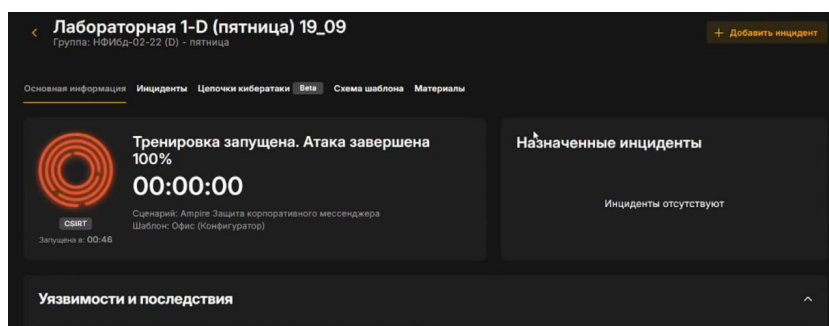 Лабораторная 1-D (пятница) 19_09
Группа: НФИбд-02-22 (D) - пятница
+ Добавить инцидент
Основная информация Инциденты Цепочки кибератаки Beta Схема шаблона Материалы
Тренировка запущена. Атака завершена
100%
00:00:00
Сценарий: Ampire Защита корпоративного мессенджера
Шаблон: Офис (Конфигуратор)
CSIRT
Запущена в: 00:46
Назначенные инциденты
Инциденты отсутствуют
Уязвимости и последствия